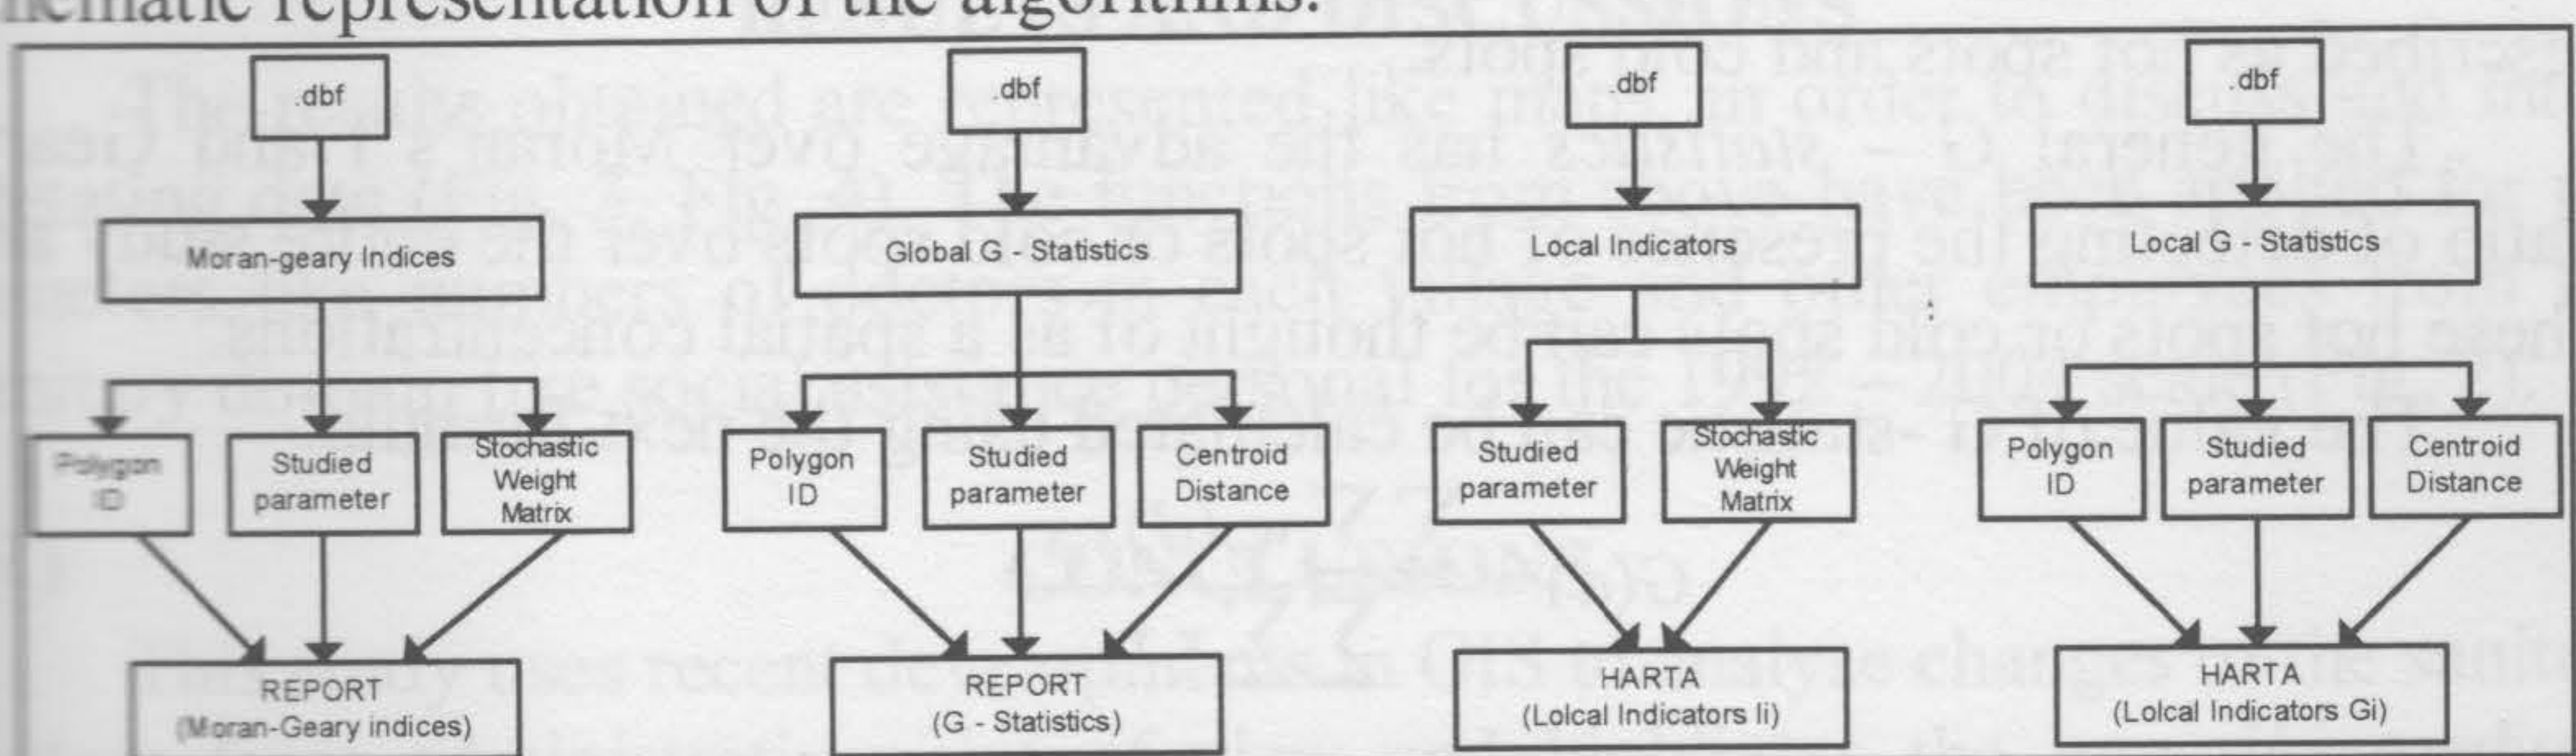 representation of the algorithms.
.dbf
.dbf
.dbf
.dbf
Moran-geary Indices
Global G - Statistics
Local Indicators
Local G - Statistics
Polygon
ID
Studied
parameter
Stochastic
Weight
Matrix
Polygon
ID
Studied
parameter
Centroid
Distance
Studied
parameter
Stochastic
Weight
Matrix
Polygon
ID
Studied
parameter
Centroid
Distance
REPORT
(Moran-Geary indices)
REPORT
(G - Statistics)
HARTA
(Lolcal Indicators Ii)
HARTA
(Lolcal Indicators Gi)